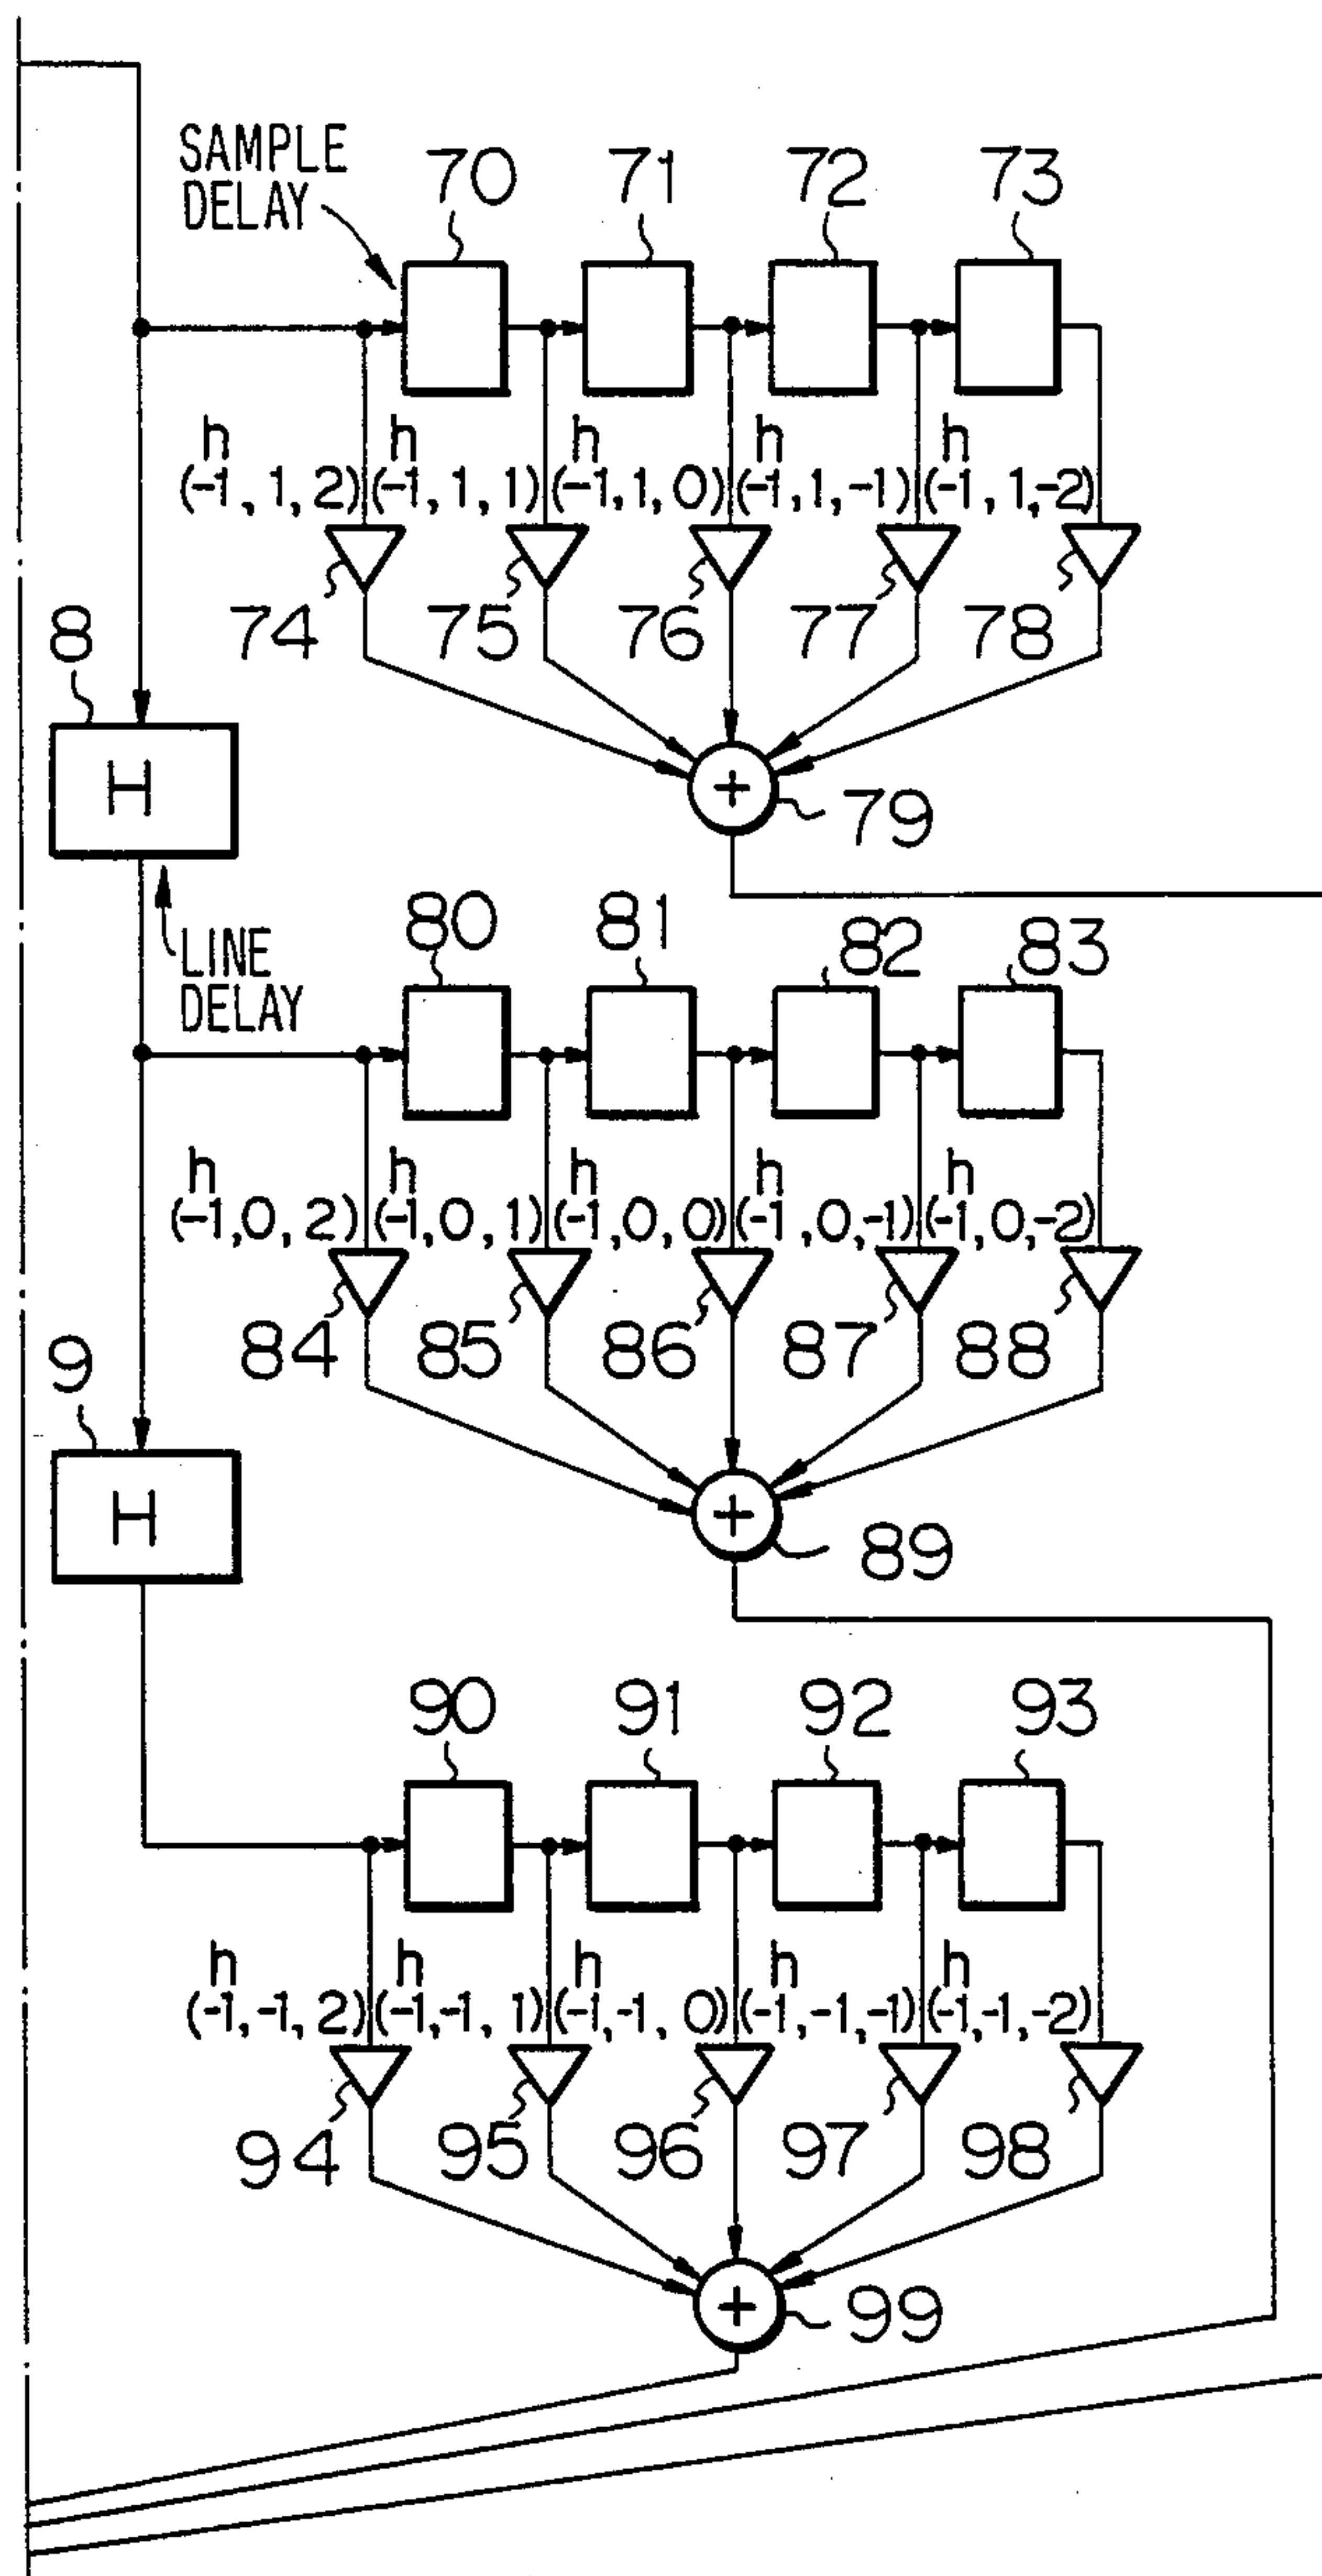 SAMPLE
DELAY
70 71 72 73
h h h h h
(-1, 1, 2) (-1, 1, 1) (-1, 1, 0) (-1, 1, -1) (-1, 1, -2)
74 75 76 77 78
8
H
+ 79
LINE
DELAY
80 81 82 83
h h h h h
(-1, 0, 2) (-1, 0, 1) (-1, 0, 0) (-1, 0, -1) (-1, 0, -2)
84 85 86 87 88
9
H
+ 89
90 91 92 93
h h h h h
(-1, -1, 2) (-1, -1, 1) (-1, -1, 0) (-1, -1, -1) (-1, -1, -2)
94 95 96 97 98
+ 99